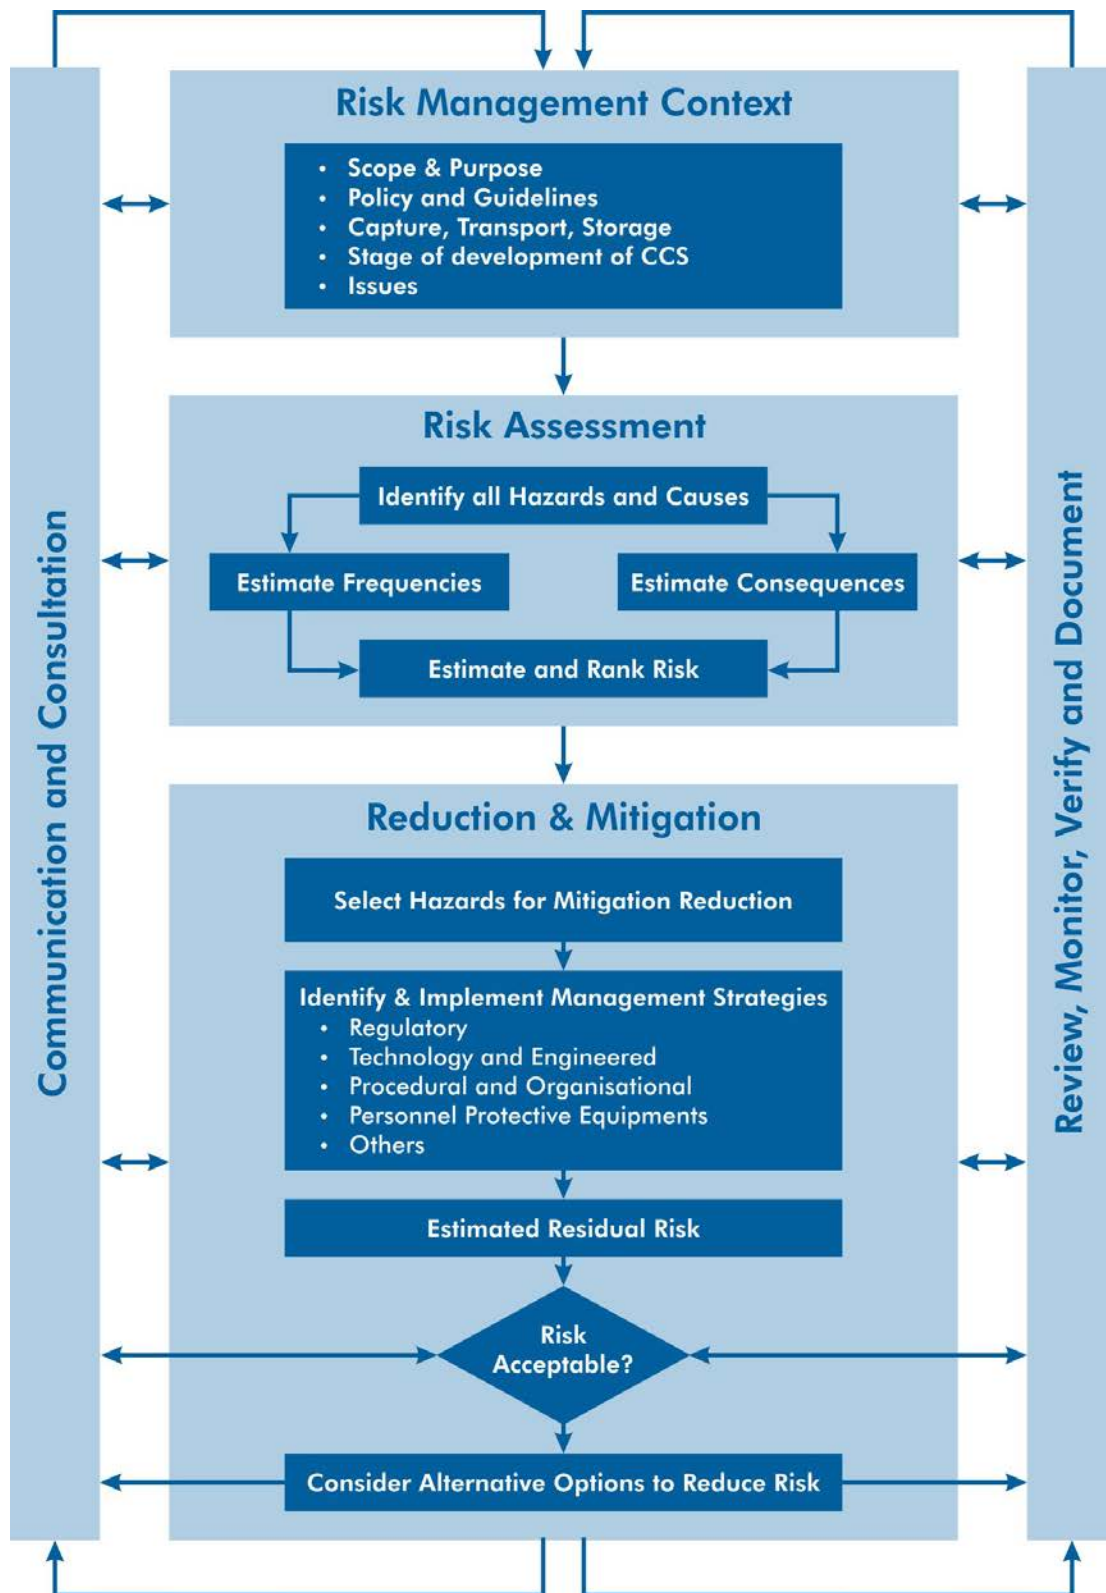 Risk Management Context
• Scope & Purpose
• Policy and Guidelines
• Capture, Transport, Storage
• Stage of development of CCS
• Issues
Risk Assessment
Identify all Hazards and Causes
Estimate Frequencies
Estimate Consequences
Estimate and Rank Risk
Reduction & Mitigation
Select Hazards for Mitigation Reduction
Identify & Implement Management Strategies
• Regulatory
• Technology and Engineered
• Procedural and Organisational
• Personnel Protective Equipments
• Others
Estimated Residual Risk
Risk
Acceptable?
Consider Alternative Options to Reduce Risk
Communication and Consultation
Review, Monitor, Verify and Document